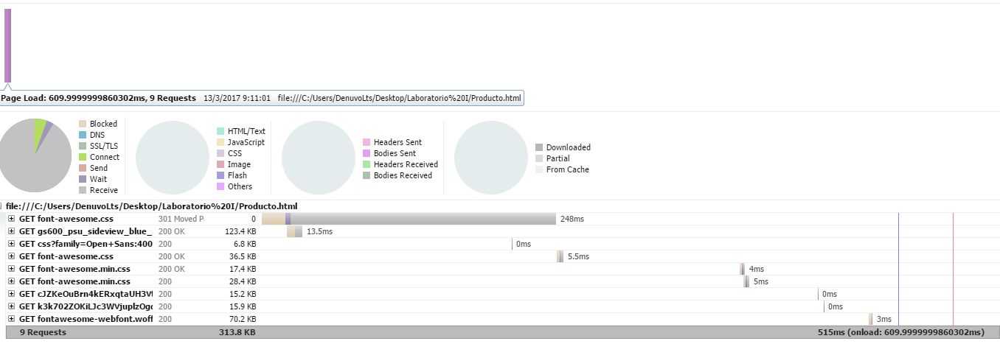 Page Load: 609.9999999860302ms, 9 Requests 13/3/2017 9:11:01 file:///C:/Users/DenuvoLts/Desktop/Laboratorio%20I/Producto.html
Blocked
DNS
SSL/TLS
Connect
Send
Wait
Receive
HTML/Text
JavaScript
CSS
Image
Flash
Others
Headers Sent
Bodies Sent
Headers Received
Bodies Received
Downloaded
Partial
From Cache
file:///C:/Users/DenuvoLts/Desktop/Laboratorio%20I/Producto.html
GET font-awesome.css 301 Moved P 0 248ms
GET gs600_psu_sideview_blue_ 200 OK 123.4 KB 13.5ms
GET css?family=Open+Sans:400 200 6.8 KB 0ms
GET font-awesome.css 200 OK 36.5 KB 5.5ms
GET font-awesome.min.css 200 OK 17.4 KB 4ms
GET font-awesome.min.css 200 28.4 KB 5ms
GET cJZKeOuBrn4kERxqtaUH3Vt 200 15.2 KB 0ms
GET k3k702ZOKiLJc3WVjuplzOgd 200 15.9 KB 0ms
GET fontawesome-webfont.woff 200 70.2 KB 3ms
9 Requests 313.8 KB 515ms (onload: 609.9999999860302ms)